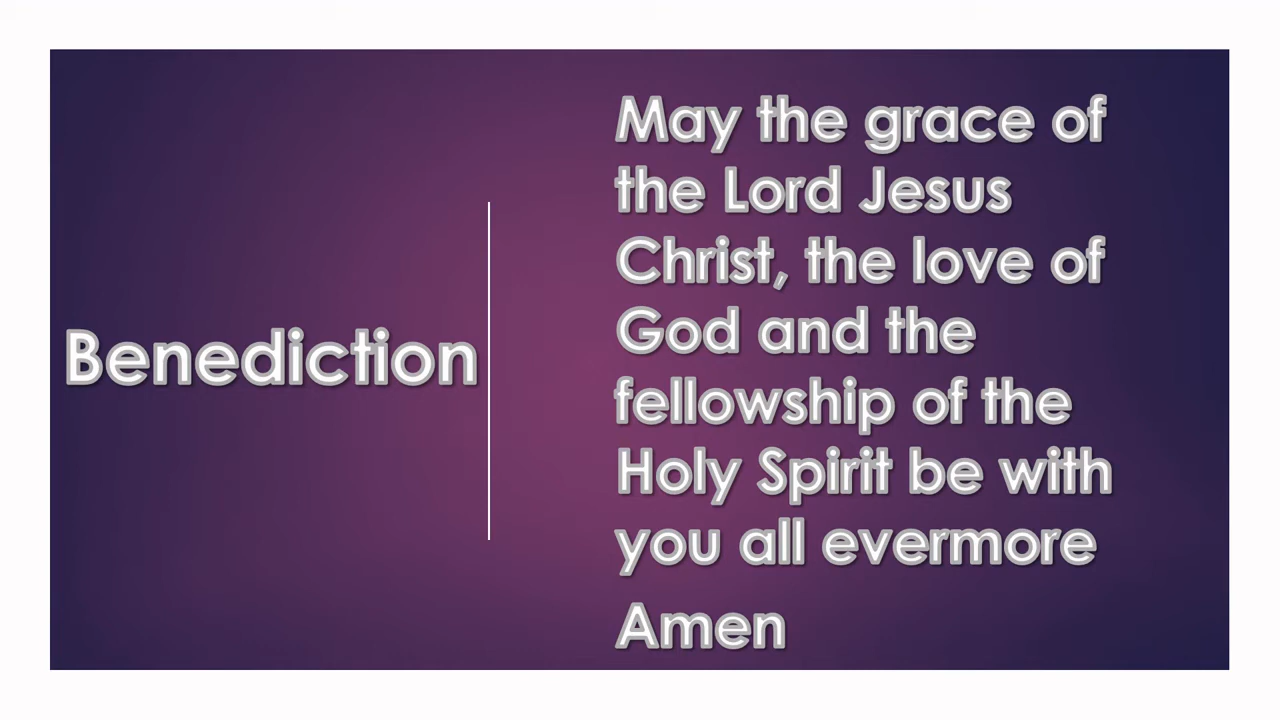 Benediction
May the grace of
the Lord Jesus
Christ, the love of
God and the
fellowship of the
Holy Spirit be with
you all evermore
Amen